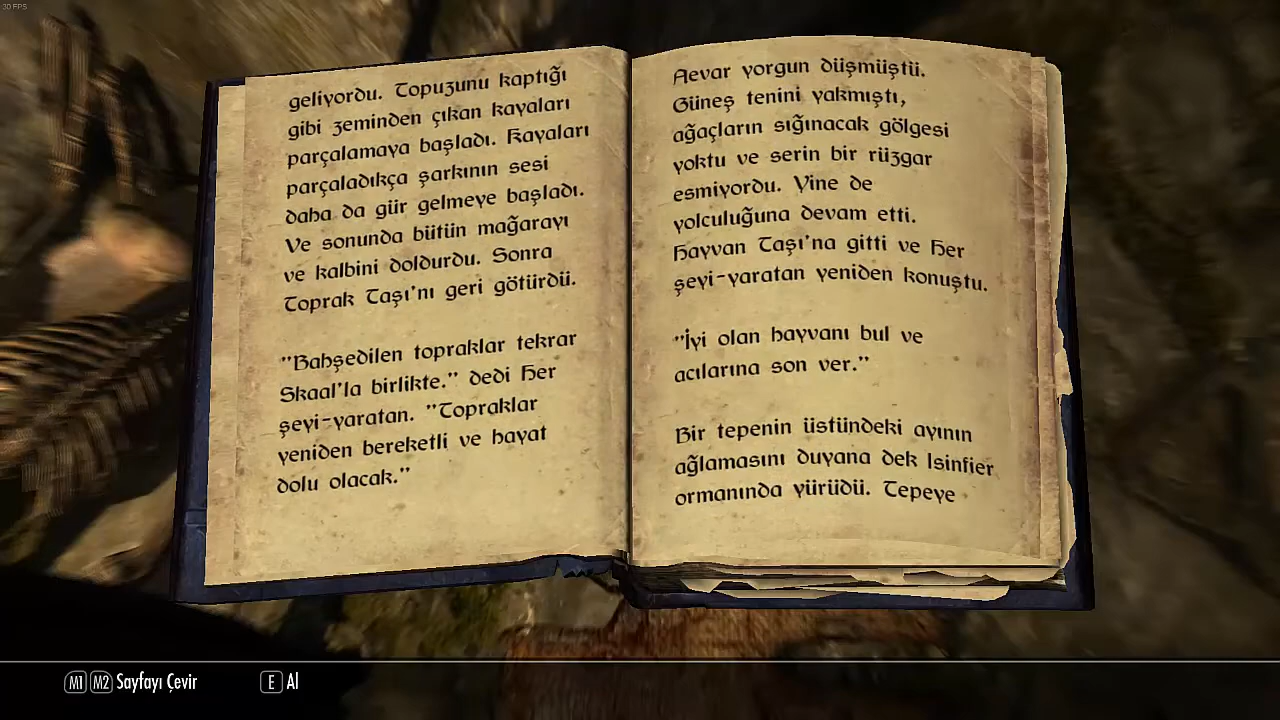 30 FPS
geliyordu. Topuzunu kaptığı
gibi zeminden çıkan kayaları
parçalamaya başladı. Kayaları
parçaladıkça şarkının sesi
daha da gür gelmeye başladı.
Ve sonunda bütün mağarayı
ve kalbini doldurdu. Sonra
Toprak Taşı'nı geri götürdü.
"Bahşedilen topraklar tekrar
Skaal'la birlikte." dedi Her
şeyi-yaratan. "Topraklar
yeniden bereketli ve hayat
dolu olacak."
Aevar yorgun düşmüştü.
Güneş tenini yakmıştı,
ağaçların sığınacak gölgesi
yoktu ve serin bir rüzgar
esmiyordu. Yine de
yolculuğuna devam etti.
Hayvan Taşı'na gitti ve Her
şeyi-yaratan yeniden konuştu.
"İyi olan hayvanı bul ve
acılarına son ver."
Bir tepenin üstündeki ayının
ağlamasını duyana dek Isinfier
ormanında yürüdü. Tepeye
M1 M2 Sayfayı Çevir
E Al